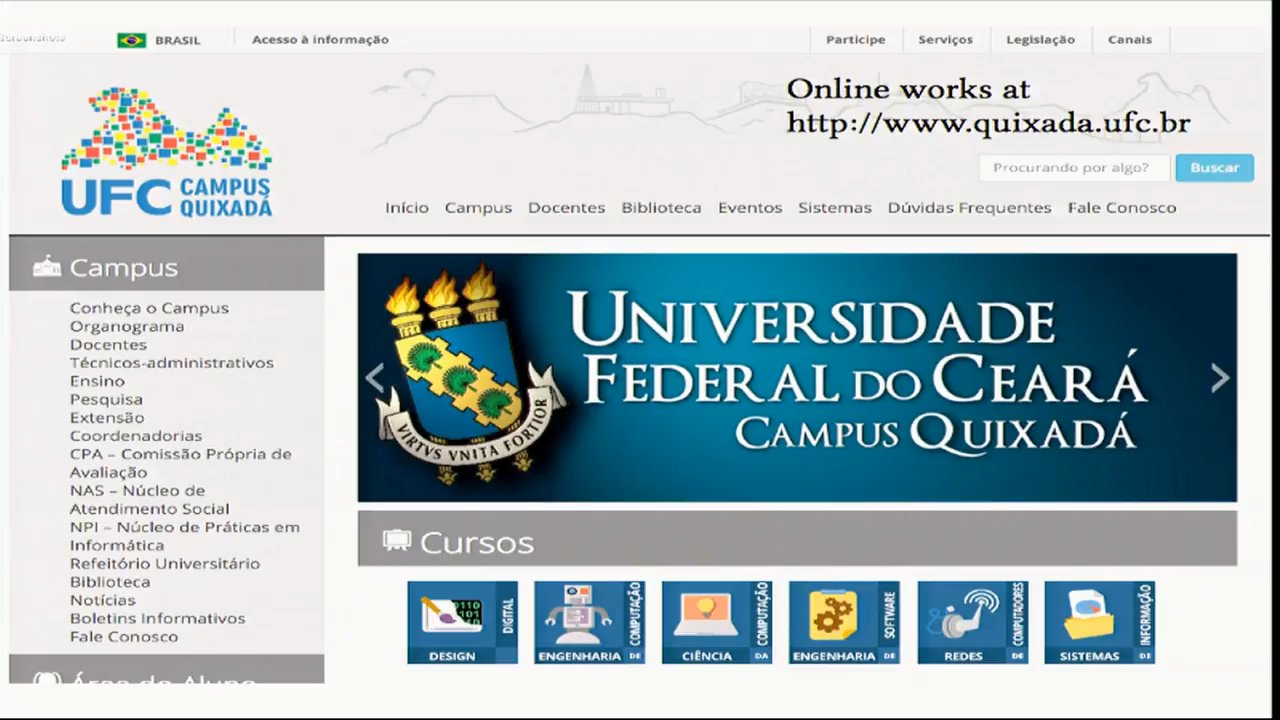 Screenshots
BRASIL
Acesso à informação
Participe
Serviços
Legislação
Canais
Online works at
http://www.quixada.ufc.br
Procurando por algo?
Buscar
UFC CAMPUS
QUIXADÁ
Início
Campus
Docentes
Biblioteca
Eventos
Sistemas
Dúvidas Frequentes
Fale Conosco
Campus
Conheça o Campus
Organograma
Docentes
Técnicos-administrativos
Ensino
Pesquisa
Extensão
Coordenadorias
CPA – Comissão Própria de
Avaliação
NAS – Núcleo de
Atendimento Social
NPI – Núcleo de Práticas em
Informática
Refeitório Universitário
Biblioteca
Notícias
Boletins Informativos
Fale Conosco
Área do Aluno
UNIVERSIDADE
FEDERAL DO CEARÁ
CAMPUS QUIXADÁ
VIRTVS VNITA FORTIOR
Cursos
DESIGN DIGITAL
ENGENHARIA DE COMPUTAÇÃO
CIÊNCIA DA COMPUTAÇÃO
ENGENHARIA DE SOFTWARE
REDES DE COMPUTADORES
SISTEMAS DE INFORMAÇÃO